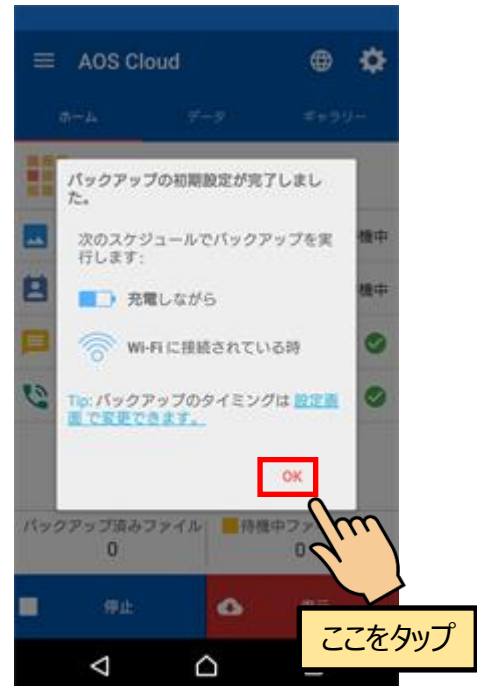 AOS Cloud
ホーム データ ギャラリー
バックアップの初期設定が完了しまし
た。
次のスケジュールでバックアップを実
行します:
機中
充電しながら
機中
Wi-Fi に接続されている時
Tip: バックアップのタイミングは 設定画
面 で変更できます。
OK
バックアップ済みファイル 待機中ファ
0 0
停止
ここをタップ